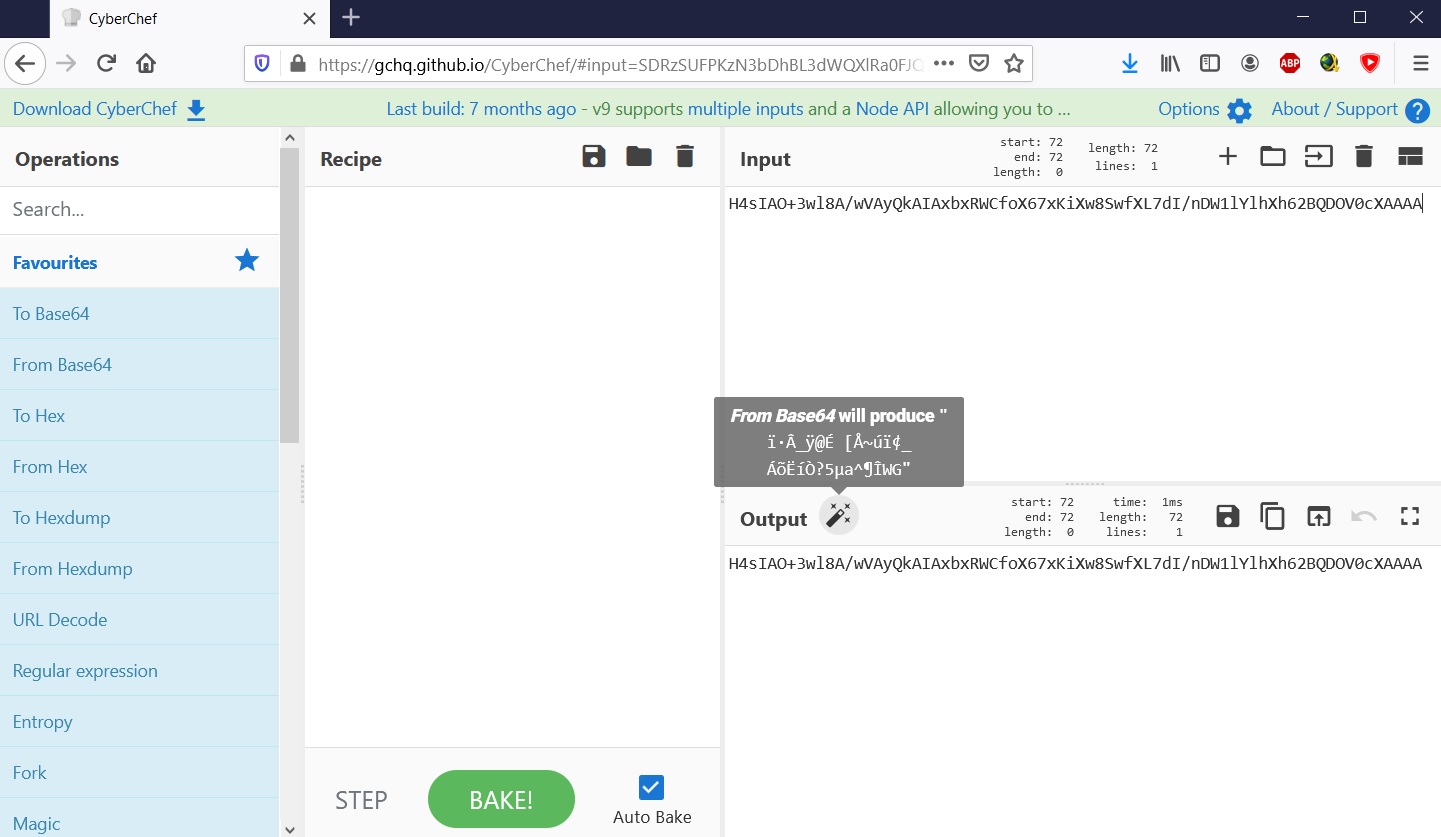 CyberChef
https://gchq.github.io/CyberChef/#input=SDRzSUFPKzN3bDhBL3dWQXlRa0FJQ
ABP
Download CyberChef
Last build: 7 months ago - v9 supports multiple inputs and a Node API allowing you to ...
Options
About / Support
Operations
Recipe
Input
start: 72
end: 72
length: 0
length: 72
lines: 1
Search...
H4sIAO+3wl8A/wVAyQkAIAxbxRWCfoX67xKiXw8SwfXL7dI/nDW1lYlhXh62BQDOV0cXAAAA
Favourites
To Base64
From Base64
To Hex
From Hex
To Hexdump
From Hexdump
URL Decode
Regular expression
Entropy
Fork
Magic
From Base64 will produce "
ï·Â_ÿ@É [Å~úï¢_
ÁõËíÒ?5µa^¶ÎWG"
Output
start: 72
end: 72
length: 0
time: 1ms
length: 72
lines: 1
H4sIAO+3wl8A/wVAyQkAIAxbxRWCfoX67xKiXw8SwfXL7dI/nDW1lYlhXh62BQDOV0cXAAAA
STEP
BAKE!
Auto Bake